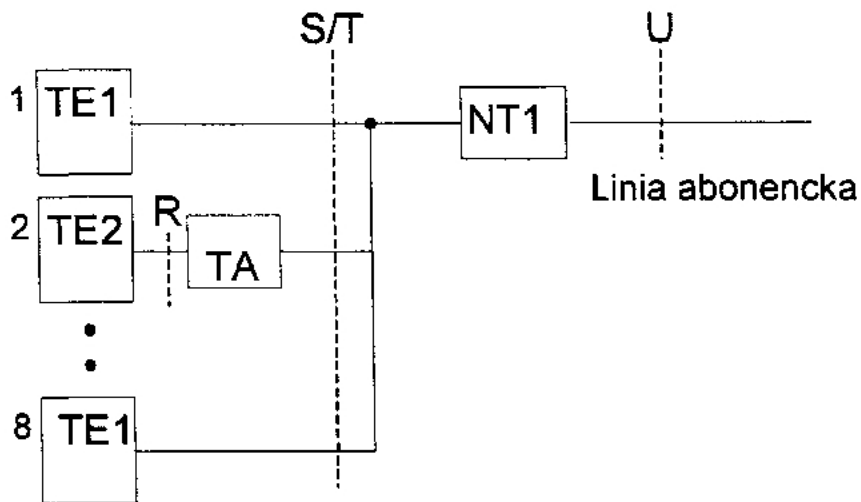 S/T
U
1
TE1
NT1
Linia abonencka
2
TE2
R
TA
8
TE1